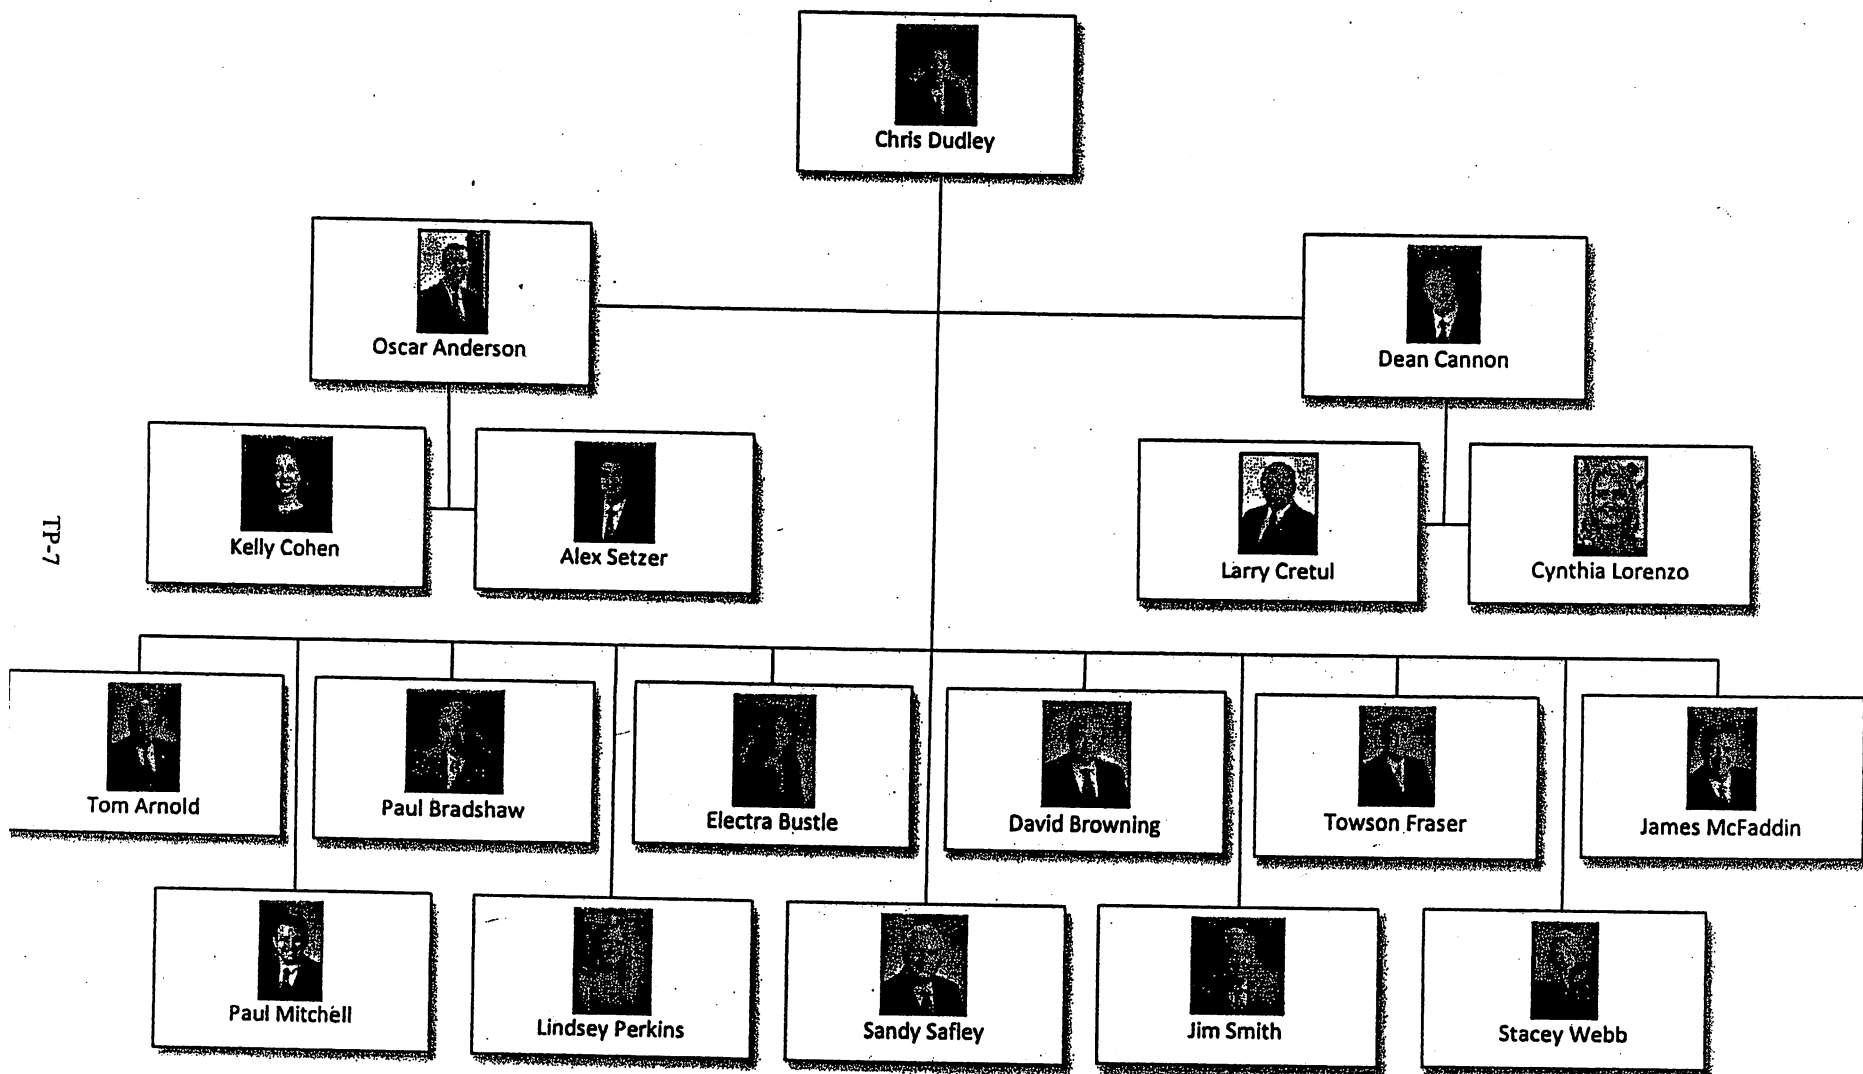 Chris Dudley
Oscar Anderson
Dean Cannon
Kelly Cohen
Alex Setzer
Larry Cretul
Cynthia Lorenzo
TP-7
Tom Arnold
Paul Bradshaw
Electra Bustle
David Browning
Towson Fraser
James McFaddin
Paul Mitchell
Lindsey Perkins
Sandy Safley
Jim Smith
Stacey Webb